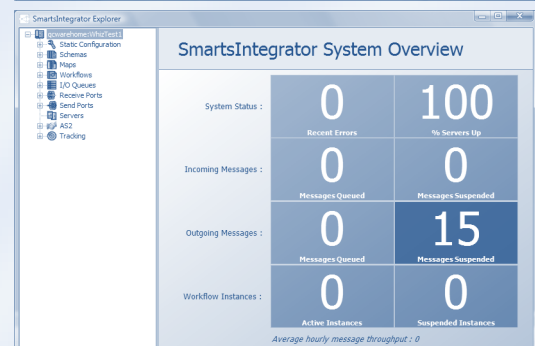 SmartsIntegrator Explorer
qcwarehome:WhizTest1
Static Configuration
Schemas
Maps
Workflows
I/O Queues
Receive Ports
Send Ports
Servers
AS2
Tracking
SmartsIntegrator System Overview
System Status :
0
Recent Errors
100
% Servers Up
Incoming Messages :
0
Messages Queued
0
Messages Suspended
Outgoing Messages :
0
Messages Queued
15
Messages Suspended
Workflow Instances :
0
Active Instances
0
Suspended Instances
Average hourly message throughput : 0